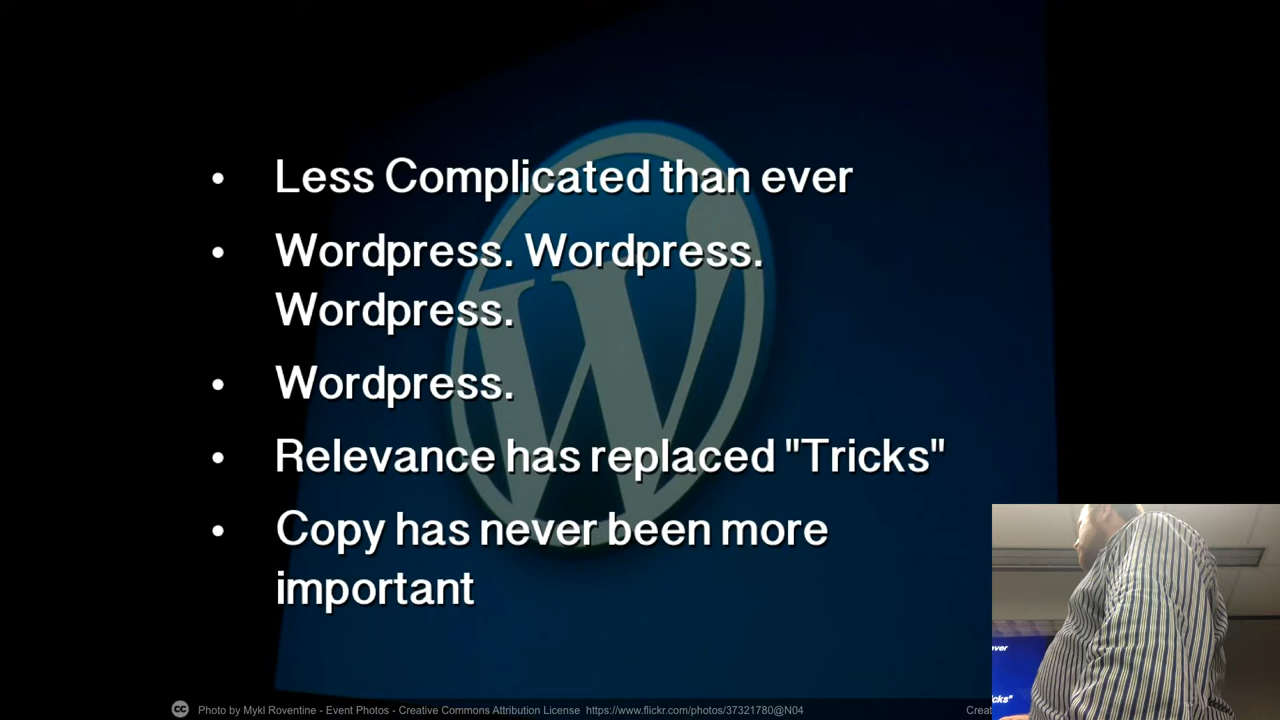 • Less Complicated than ever
• Wordpress. Wordpress.
Wordpress.
• Wordpress.
• Relevance has replaced "Tricks"
• Copy has never been more
important
cc Photo by Mykl Roventine - Event Photos - Creative Commons Attribution License https://www.flickr.com/photos/37321780@N04